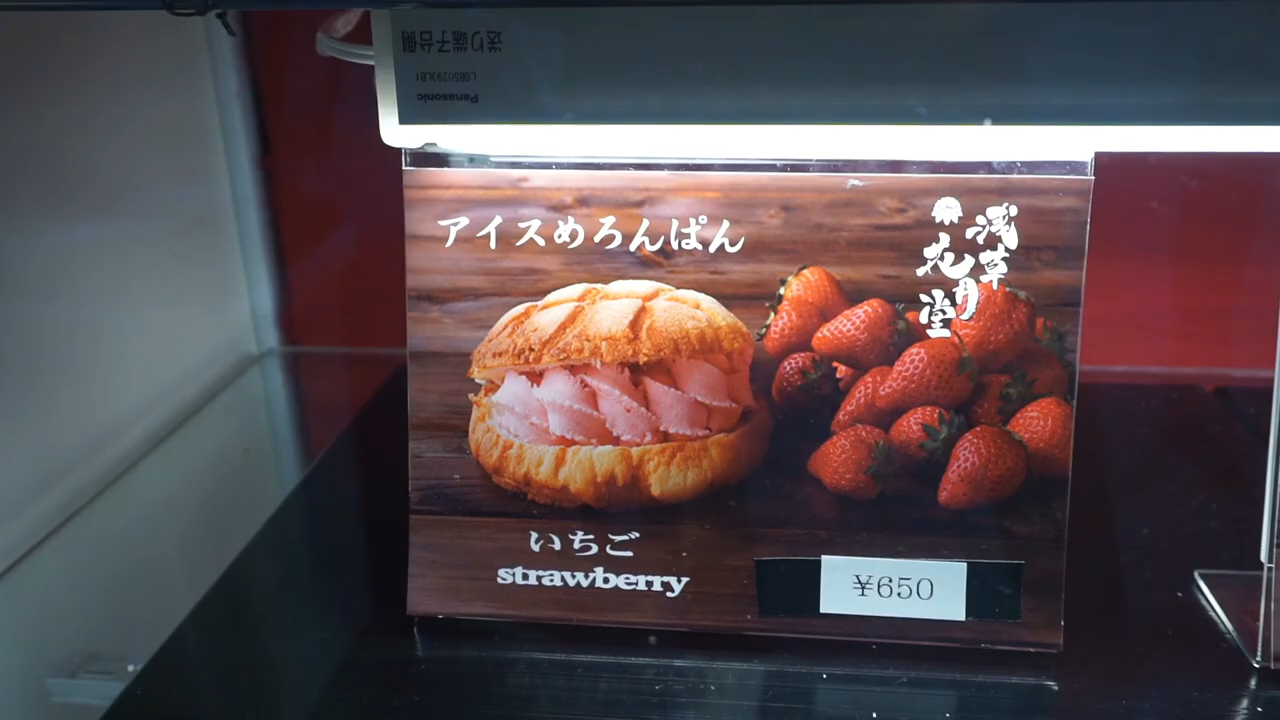 送り端子台側
LGB50293LB1
Panasonic
アイスめろんぱん
浅草
花月堂
いちご
strawberry
¥650